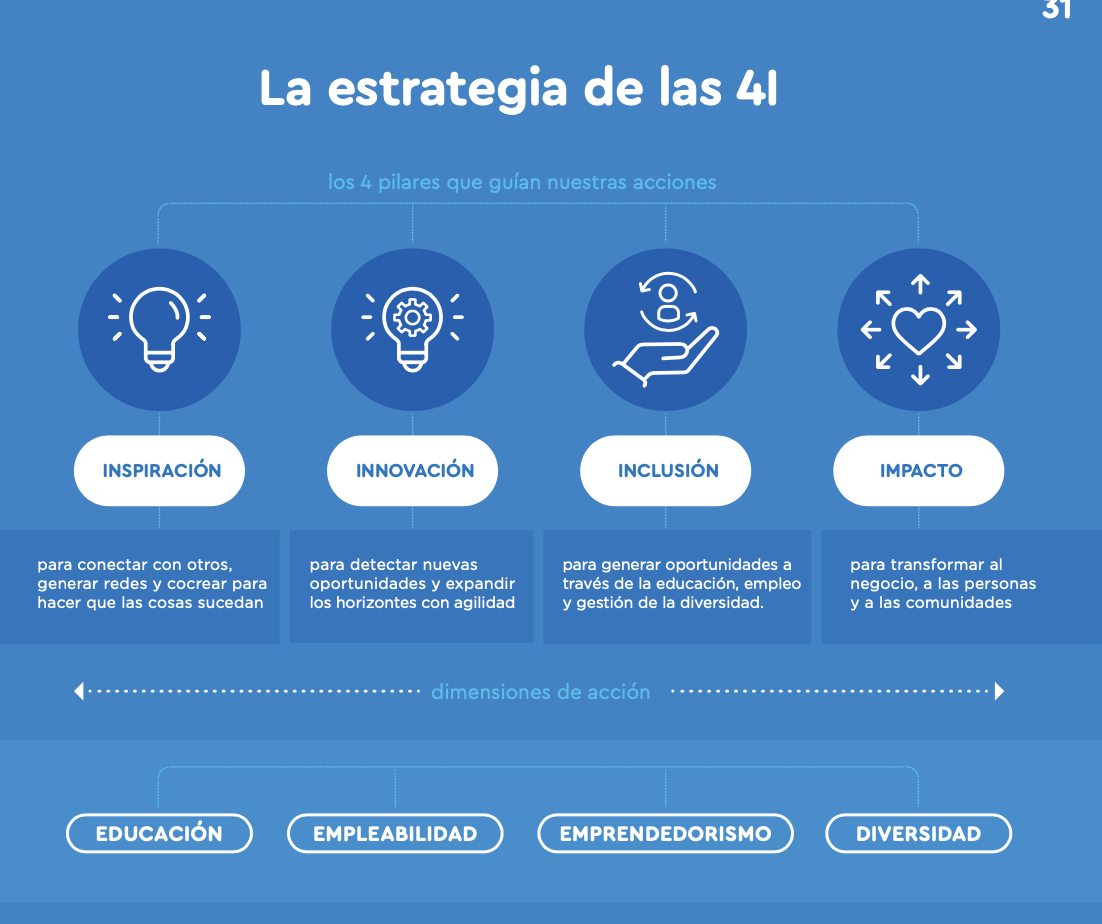 31
La estrategia de las 4I
los 4 pilares que guían nuestras acciones
INSPIRACIÓN
INNOVACIÓN
INCLUSIÓN
IMPACTO
para conectar con otros,
generar redes y cocrear para
hacer que las cosas sucedan
para detectar nuevas
oportunidades y expandir
los horizontes con agilidad
para generar oportunidades a
través de la educación, empleo
y gestión de la diversidad.
para transformar al
negocio, a las personas
y a las comunidades
dimensiones de acción
EDUCACIÓN
EMPLEABILIDAD
EMPRENDEDORISMO
DIVERSIDAD